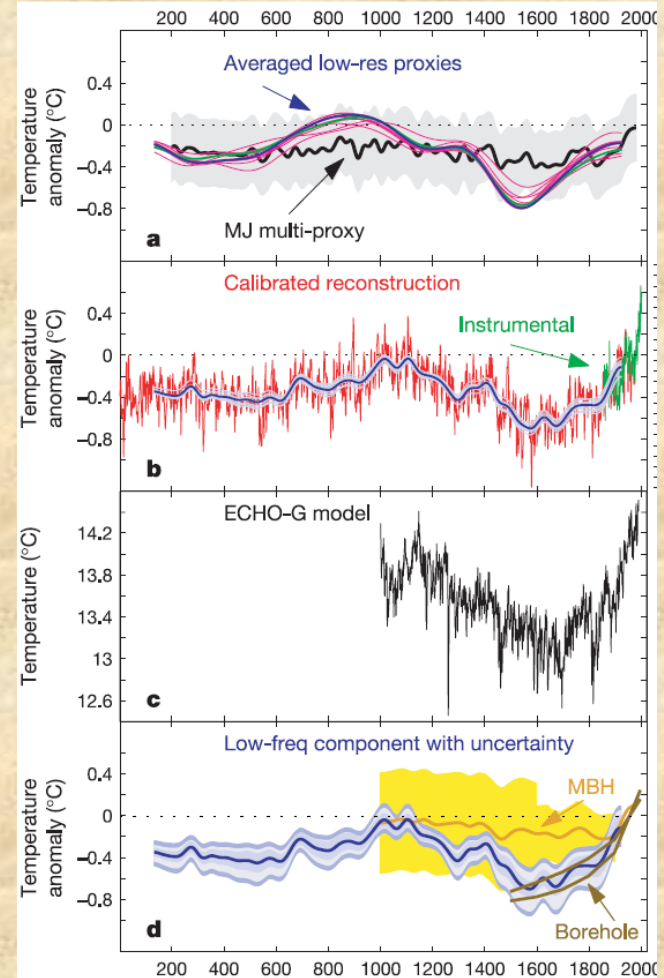 200 400 600 800 1000 1200 1400 1600 1800 2000
Averaged low-res proxies
0.4
0
−0.4
−0.8
Temperature
anomaly (°C)
MJ multi-proxy
a
Calibrated reconstruction
Instrumental
0.4
0
−0.4
−0.8
Temperature
anomaly (°C)
b
ECHO-G model
14.2
13.8
13.4
13
12.6
Temperature (°C)
c
Low-freq component with uncertainty
MBH
0.4
0
−0.4
−0.8
Temperature
anomaly (°C)
Borehole
d
200 400 600 800 1000 1200 1400 1600 1800 2000